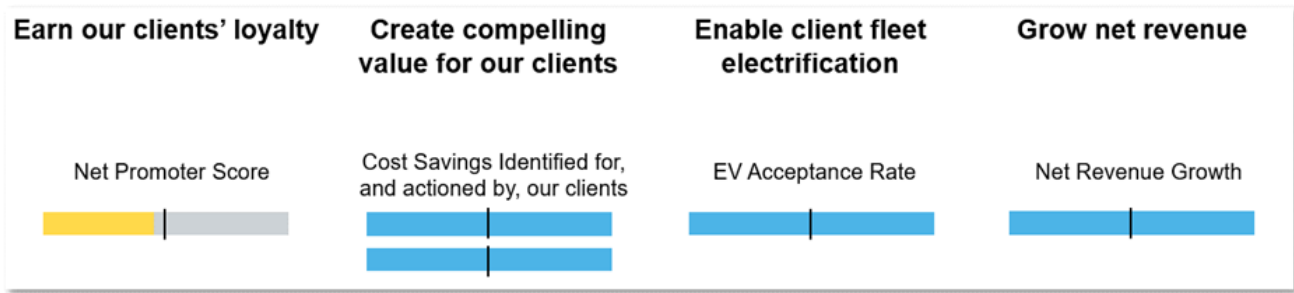 Earn our clients’ loyalty
Create compelling
value for our clients
Enable client fleet
electrification
Grow net revenue
Net Promoter Score
Cost Savings Identified for,
and actioned by, our clients
EV Acceptance Rate
Net Revenue Growth